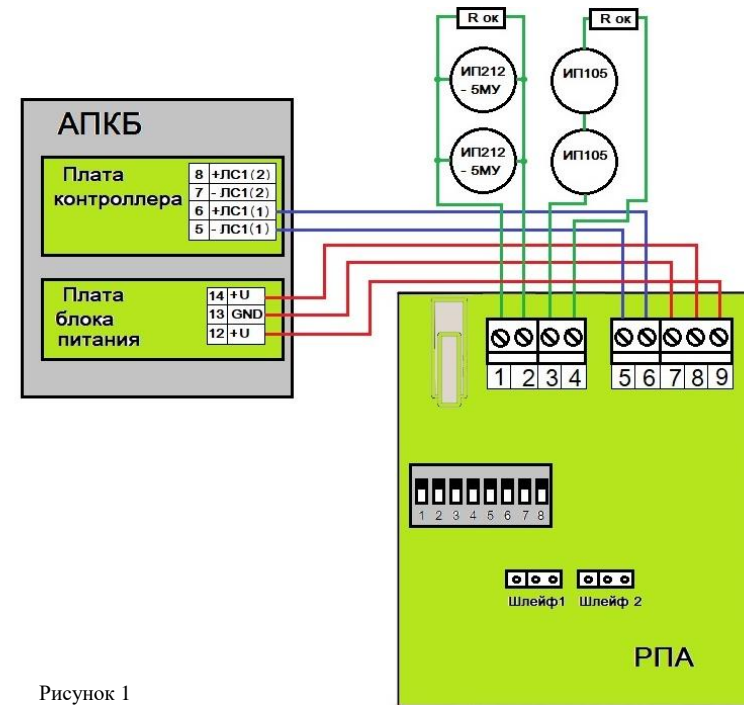 R ок
R ок
ИП212
- 5МУ
ИП105
ИП212
- 5МУ
ИП105
АПКБ
Плата
контроллера
8 +ЛС1(2)
7 - ЛС1(2)
6 +ЛС1(1)
5 - ЛС1(1)
Плата
блока
питания
14 +U
13 GND
12 +U
1 2 3 4
5 6 7 8 9
1 2 3 4 5 6 7 8
Шлейф1
Шлейф 2
РПА
Рисунок 1